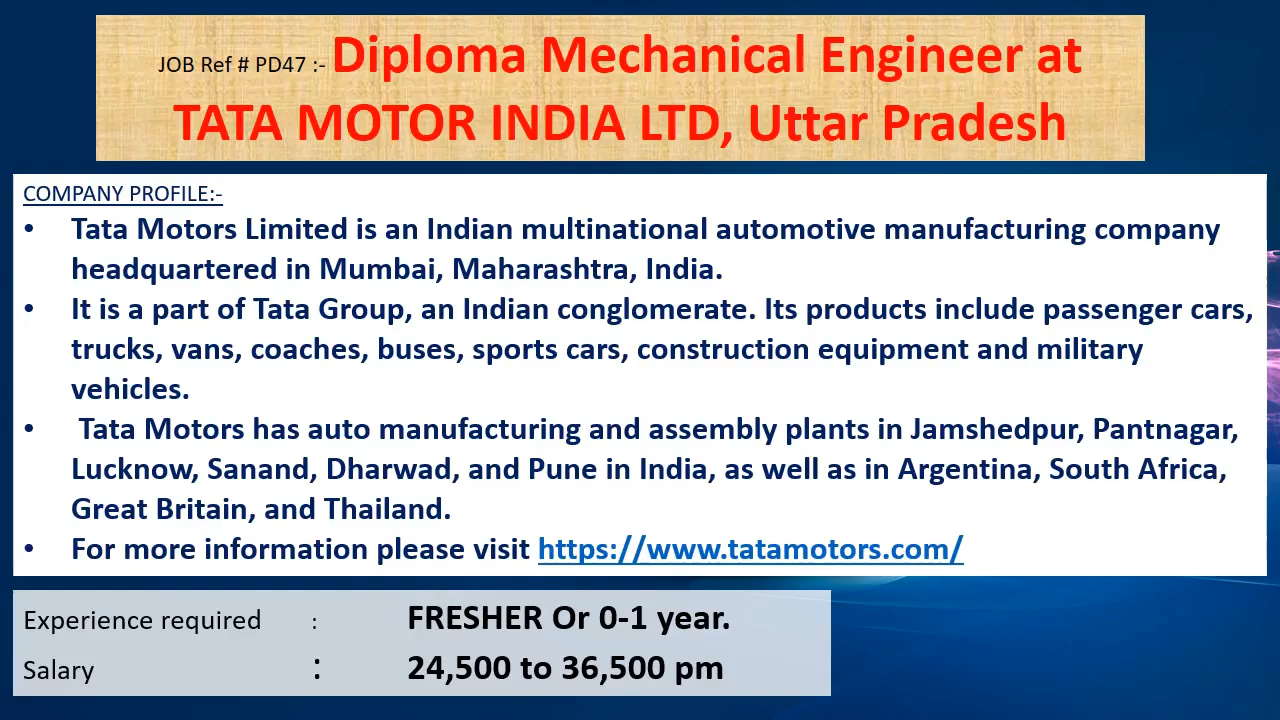 JOB Ref # PD47 :- Diploma Mechanical Engineer at
TATA MOTOR INDIA LTD, Uttar Pradesh
COMPANY PROFILE:-
• Tata Motors Limited is an Indian multinational automotive manufacturing company
headquartered in Mumbai, Maharashtra, India.
• It is a part of Tata Group, an Indian conglomerate. Its products include passenger cars,
trucks, vans, coaches, buses, sports cars, construction equipment and military
vehicles.
• Tata Motors has auto manufacturing and assembly plants in Jamshedpur, Pantnagar,
Lucknow, Sanand, Dharwad, and Pune in India, as well as in Argentina, South Africa,
Great Britain, and Thailand.
• For more information please visit https://www.tatamotors.com/
Experience required : FRESHER Or 0-1 year.
Salary : 24,500 to 36,500 pm